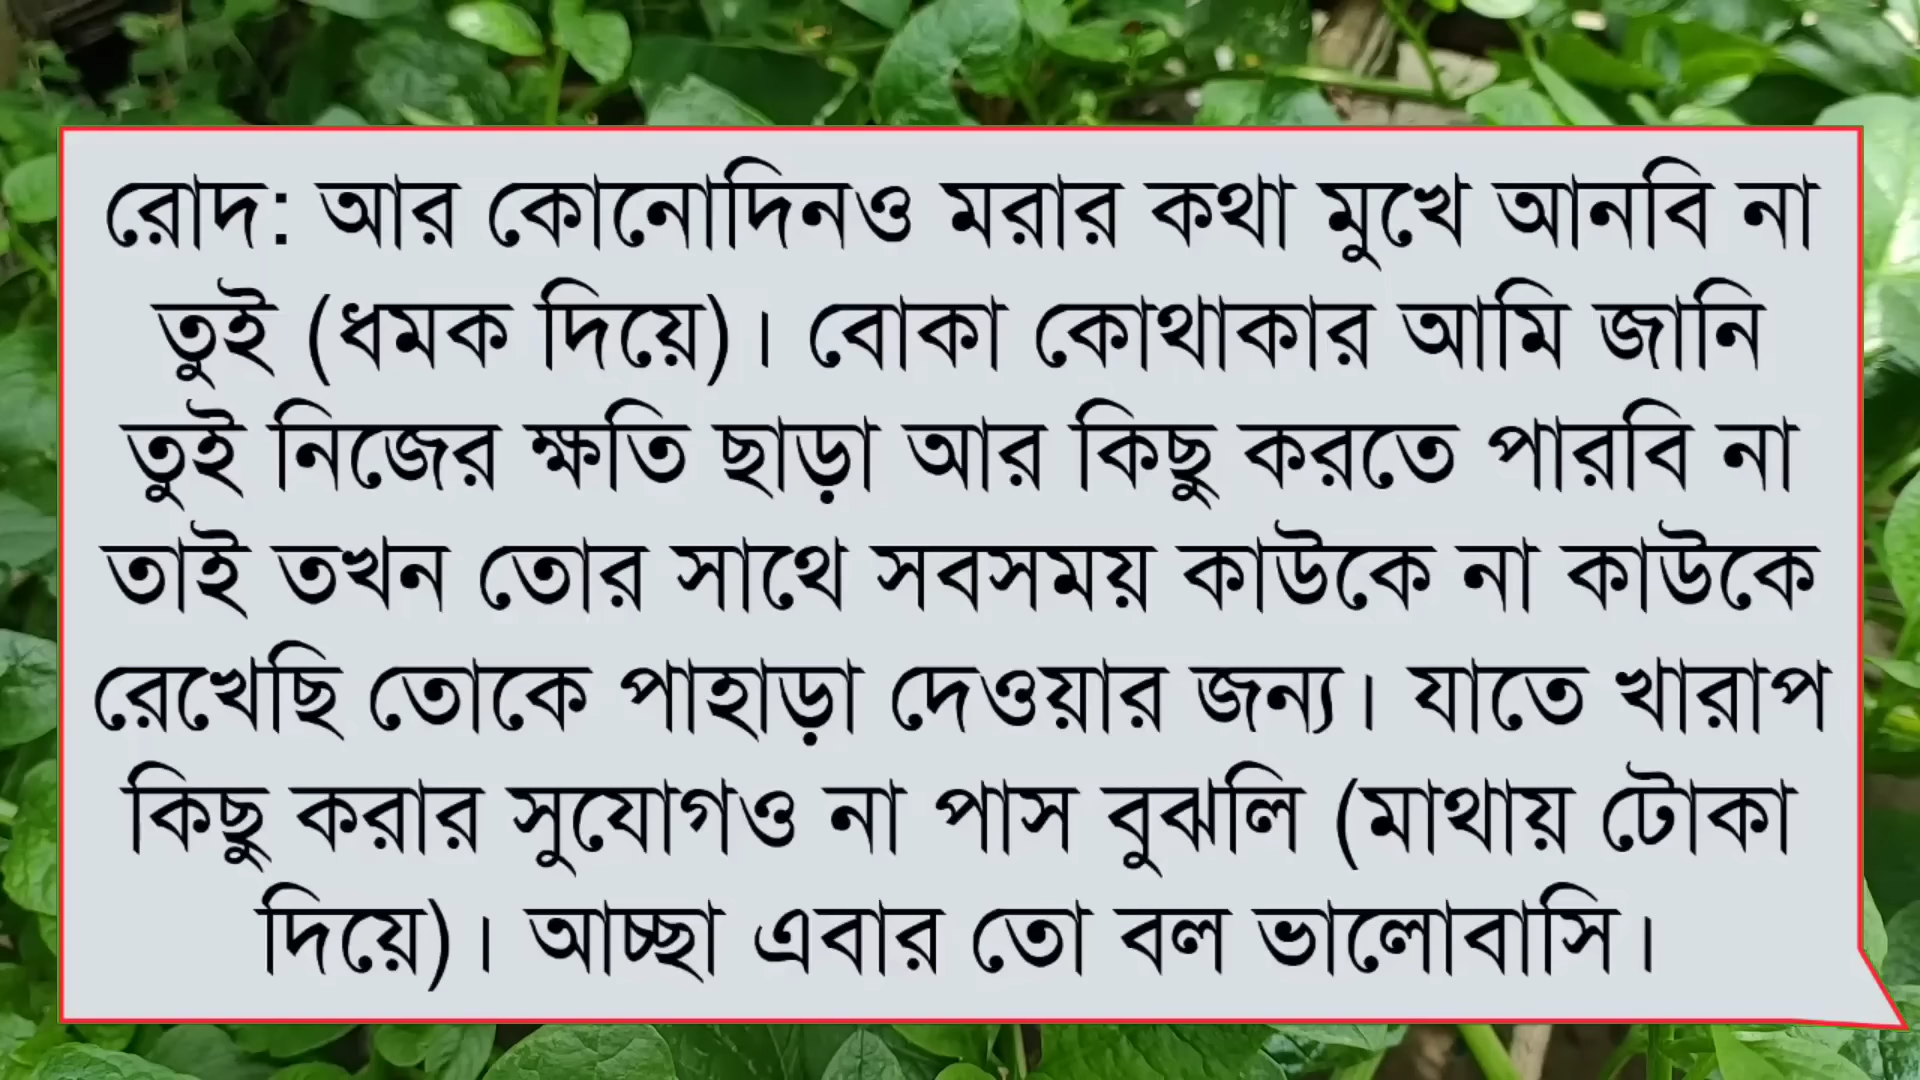 রোদ: আর কোনোদিনও মরার কথা মুখে আনবি না
তুই (ধমক দিয়ে)। বোকা কোথাকার আমি জানি
তুই নিজের ক্ষতি ছাড়া আর কিছু করতে পারবি না
তাই তখন তোর সাথে সবসময় কাউকে না কাউকে
রেখেছি তোকে পাহাড়া দেওয়ার জন্য। যাতে খারাপ
কিছু করার সুযোগও না পাস বুঝলি (মাথায় টোকা
দিয়ে)। আচ্ছা এবার তো বল ভালোবাসি।